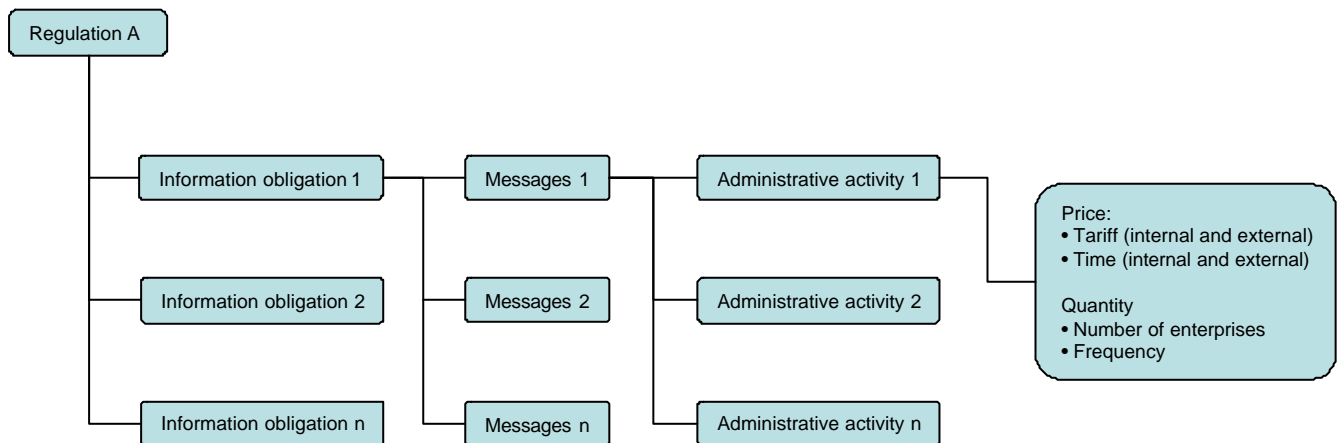 Regulation A
Information obligation 1
Messages 1
Administrative activity 1
Price:
• Tariff (internal and external)
• Time (internal and external)
Quantity
• Number of enterprises
• Frequency
Information obligation 2
Messages 2
Administrative activity 2
Information obligation n
Messages n
Administrative activity n